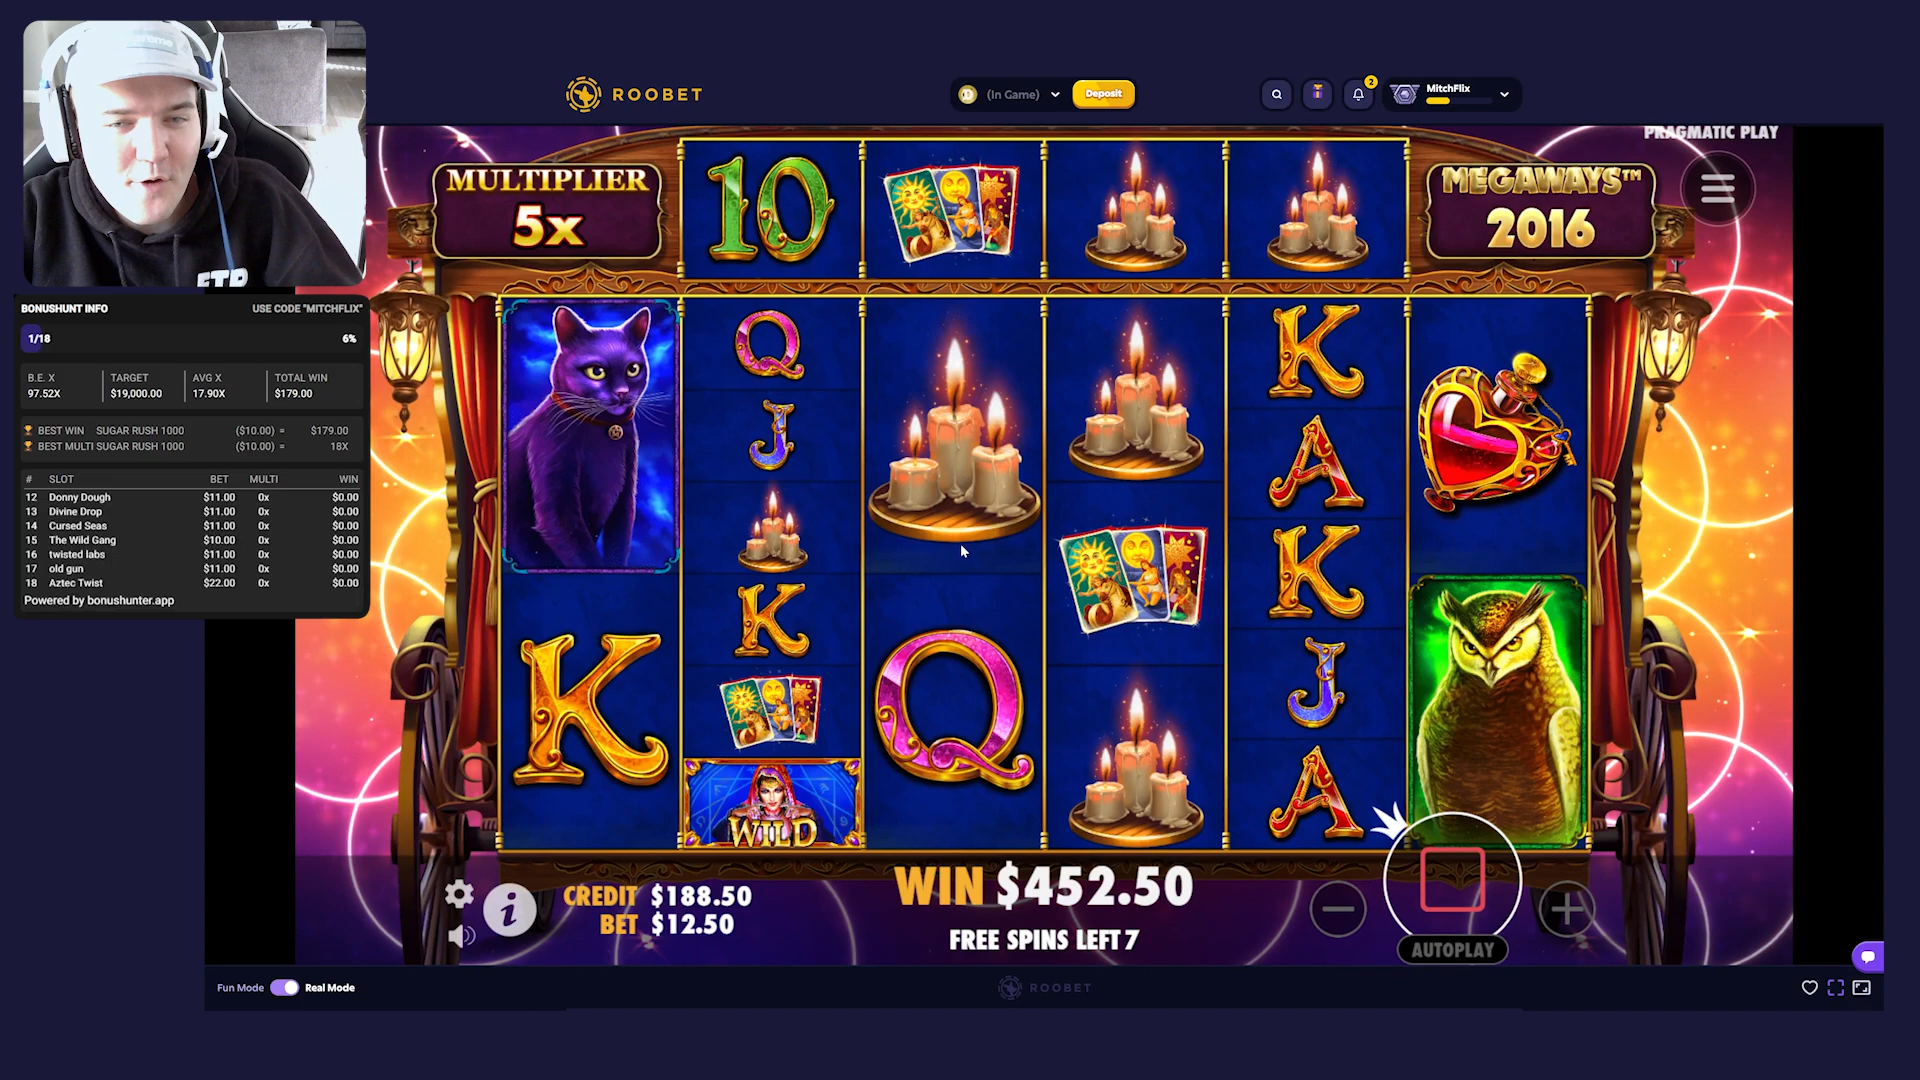 ROOBET
(In Game)
Deposit
2
MitchFlix
PRAGMATIC PLAY
MULTIPLIER
5x
10
MEGAWAYS™
2016
BONUSHUNT INFO USE CODE "MITCHFLIX"
1/18 6%
B.E. X TARGET AVG X TOTAL WIN
97.52X $19,000.00 17.90X $179.00
BEST WIN SUGAR RUSH 1000 ($10.00) = $179.00
BEST MULTI SUGAR RUSH 1000 ($10.00) = 18X
# SLOT BET MULTI WIN
12 Donny Dough $11.00 0x $0.00
13 Divine Drop $11.00 0x $0.00
14 Cursed Seas $11.00 0x $0.00
15 The Wild Gang $10.00 0x $0.00
16 twisted labs $11.00 0x $0.00
17 old gun $11.00 0x $0.00
18 Aztec Twist $22.00 0x $0.00
Powered by bonushunter.app
Q K
J A
K K
K Q J
WILD A
CREDIT $188.50
BET $12.50
WIN $452.50
FREE SPINS LEFT 7
AUTOPLAY
Fun Mode Real Mode
ROOBET